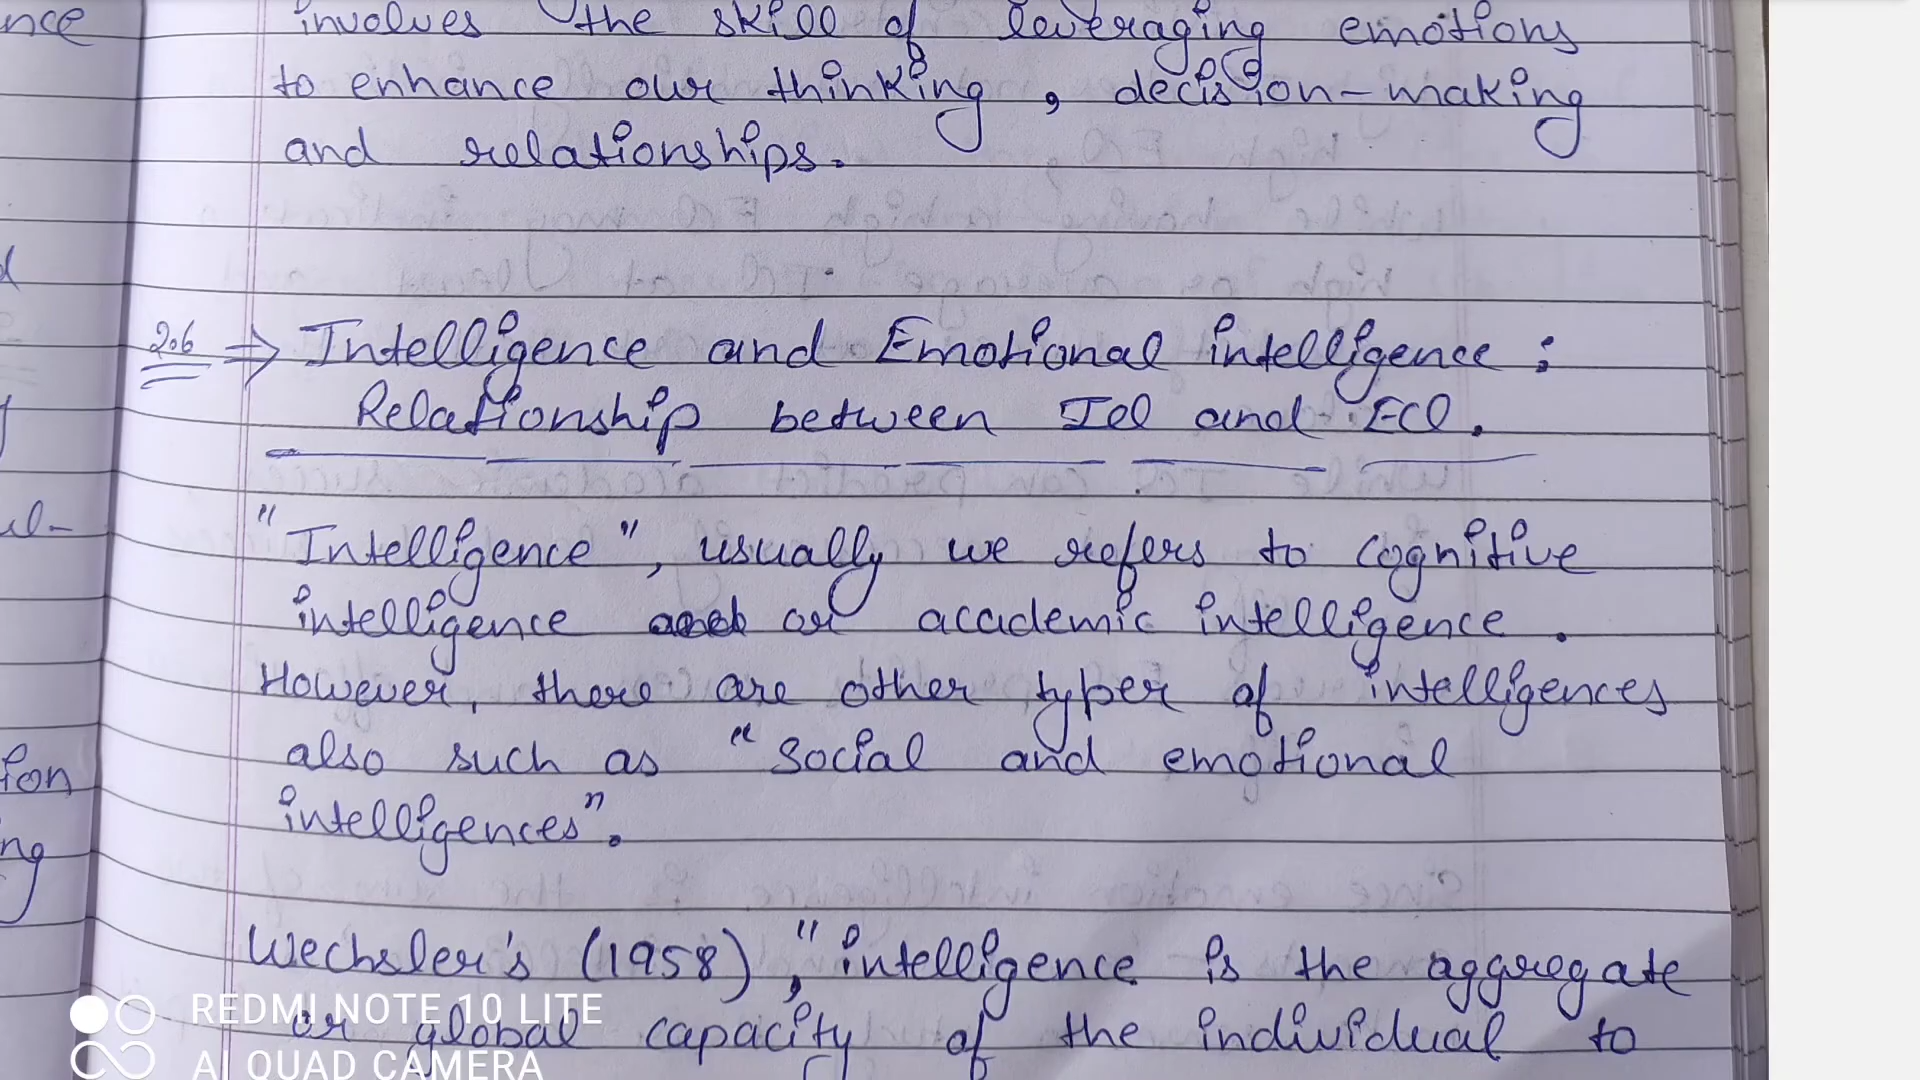 nce
involves the skill of leveraging emotions
to enhance our thinking, decision-making
and relationships.
2.6 ⇒ Intelligence and Emotional intelligence :
Relationship between IQ and EQ.
"Intelligence", usually we refers to cognitive
intelligence or academic intelligence.
However, there are other types of intelligences
also such as "Social and emotional
intelligences".
Wechsler's (1958), "intelligence is the aggregate
or global capacity of the individual to
ion
ng
REDMI NOTE 10 LITE
AI QUAD CAMERA